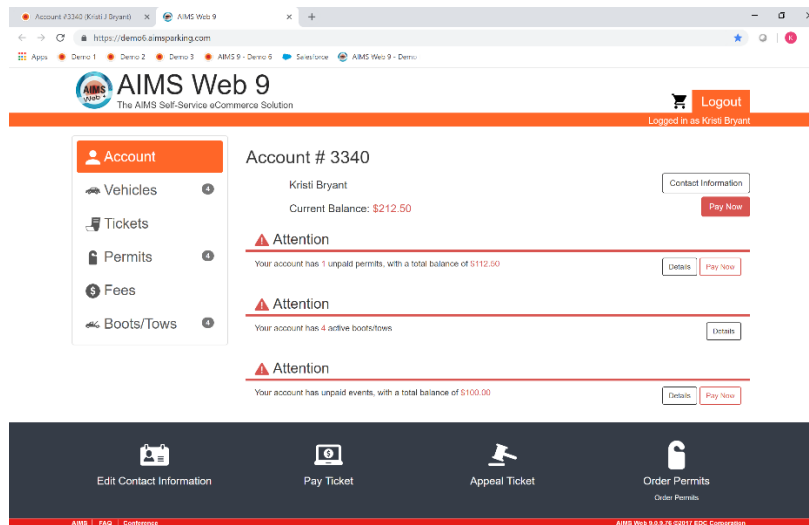 Account #3340 (Kristi J Bryant)
AIMS Web 9
https://demo6.aimsparking.com
Apps Demo 1 Demo 2 Demo 3 AIMS 9 - Demo 6 Salesforce AIMS Web 9 - Demo
K
AIMS Web 9
The AIMS Self-Service eCommerce Solution
Logout
Logged in as Kristi Bryant
Account
Vehicles 4
Tickets
Permits 4
Fees
Boots/Tows 4
Account # 3340
Kristi Bryant
Contact Information
Current Balance: $212.50
Pay Now
Attention
Your account has 1 unpaid permits, with a total balance of $112.50
Details Pay Now
Attention
Your account has 4 active boots/tows
Details
Attention
Your account has unpaid events, with a total balance of $100.00
Details Pay Now
Edit Contact Information
Pay Ticket
Appeal Ticket
Order Permits
Order Permits
AIMS | FAQ | Conference
AIMS Web 9.0.9.76 ©2017 EDC Corporation